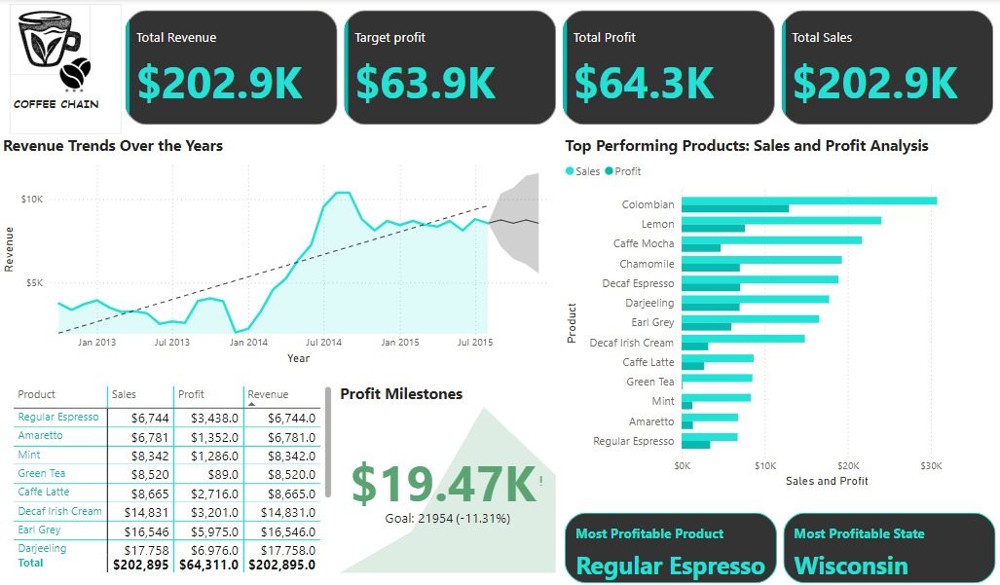 COFFEE CHAIN
Total Revenue
$202.9K
Target profit
$63.9K
Total Profit
$64.3K
Total Sales
$202.9K
Revenue Trends Over the Years
Revenue
$10K
$5K
Jan 2013 Jul 2013 Jan 2014 Jul 2014 Jan 2015 Jul 2015
Year
Top Performing Products: Sales and Profit Analysis
Sales Profit
Product
Colombian
Lemon
Caffe Mocha
Chamomile
Decaf Espresso
Darjeeling
Earl Grey
Decaf Irish Cream
Caffe Latte
Green Tea
Mint
Amaretto
Regular Espresso
$0K $10K $20K $30K
Sales and Profit
Product Sales Profit Revenue
Regular Espresso $6,744 $3,438.0 $6,744.0
Amaretto $6,781 $1,352.0 $6,781.0
Mint $8,342 $1,286.0 $8,342.0
Green Tea $8,520 $89.0 $8,520.0
Caffe Latte $8,665 $2,716.0 $8,665.0
Decaf Irish Cream $14,831 $3,201.0 $14,831.0
Earl Grey $16,546 $5,975.0 $16,546.0
Darjeeling $17,758 $6,976.0 $17,758.0
Total $202,895 $64,311.0 $202,895.0
Profit Milestones
$19.47K!
Goal: 21954 (-11.31%)
Most Profitable Product
Regular Espresso
Most Profitable State
Wisconsin